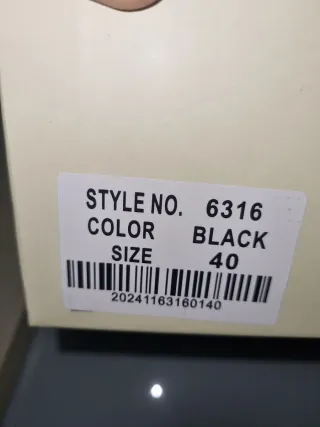 STYLE NO. 6316
COLOR BLACK
SIZE 40
20241163160140